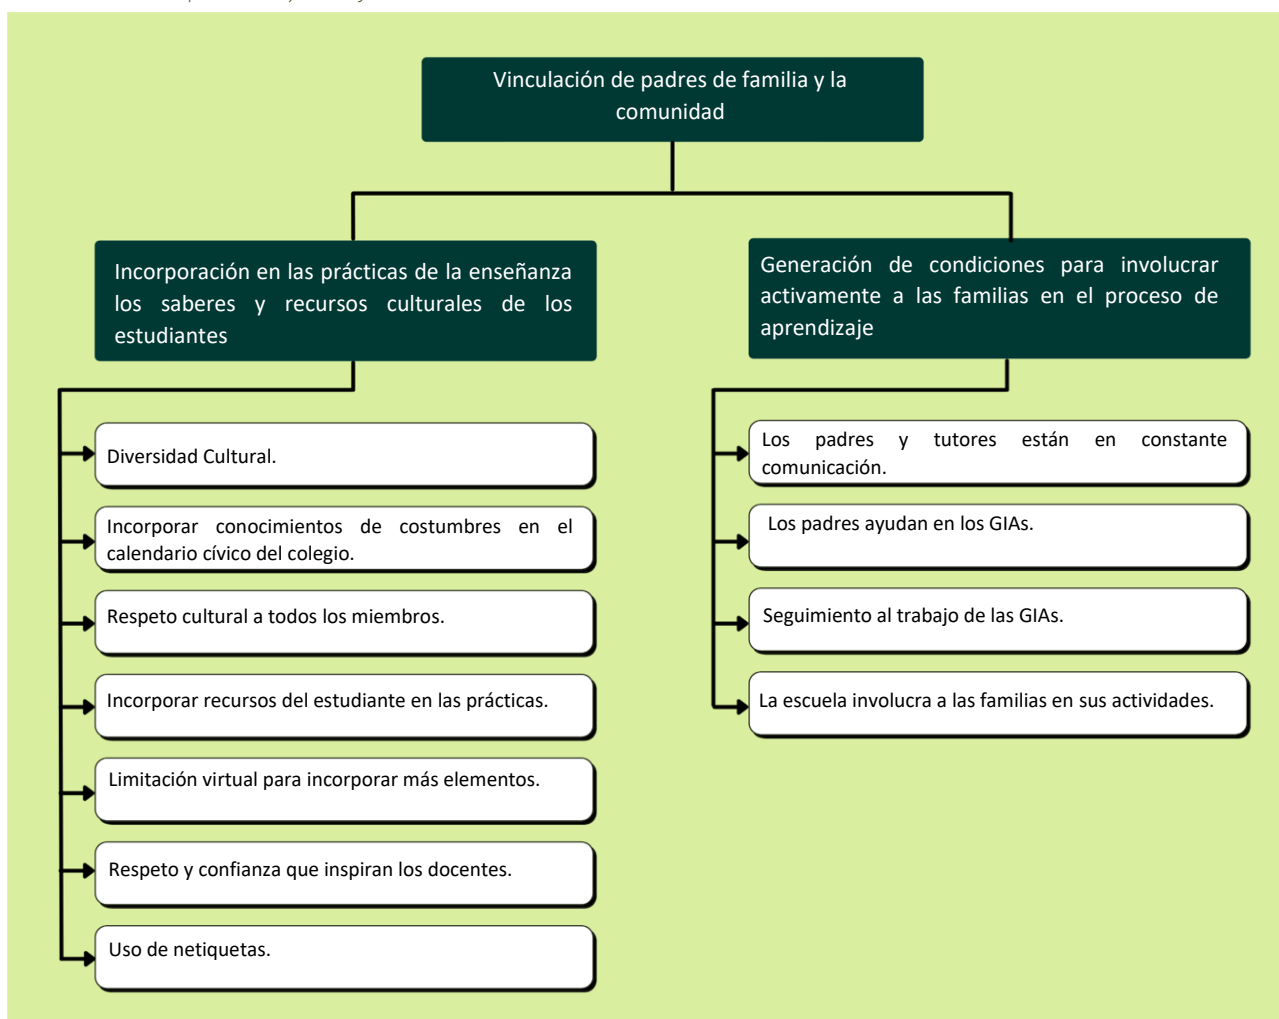 Vinculación de padres de familia y la
comunidad
Incorporación en las prácticas de la enseñanza
los saberes y recursos culturales de los
estudiantes
Diversidad Cultural.
Incorporar conocimientos de costumbres en el
calendario cívico del colegio.
Respeto cultural a todos los miembros.
Incorporar recursos del estudiante en las prácticas.
Limitación virtual para incorporar más elementos.
Respeto y confianza que inspiran los docentes.
Uso de netiquetas.
Generación de condiciones para involucrar
activamente a las familias en el proceso de
aprendizaje
Los padres y tutores están en constante
comunicación.
Los padres ayudan en los GIAs.
Seguimiento al trabajo de las GIAs.
La escuela involucra a las familias en sus actividades.